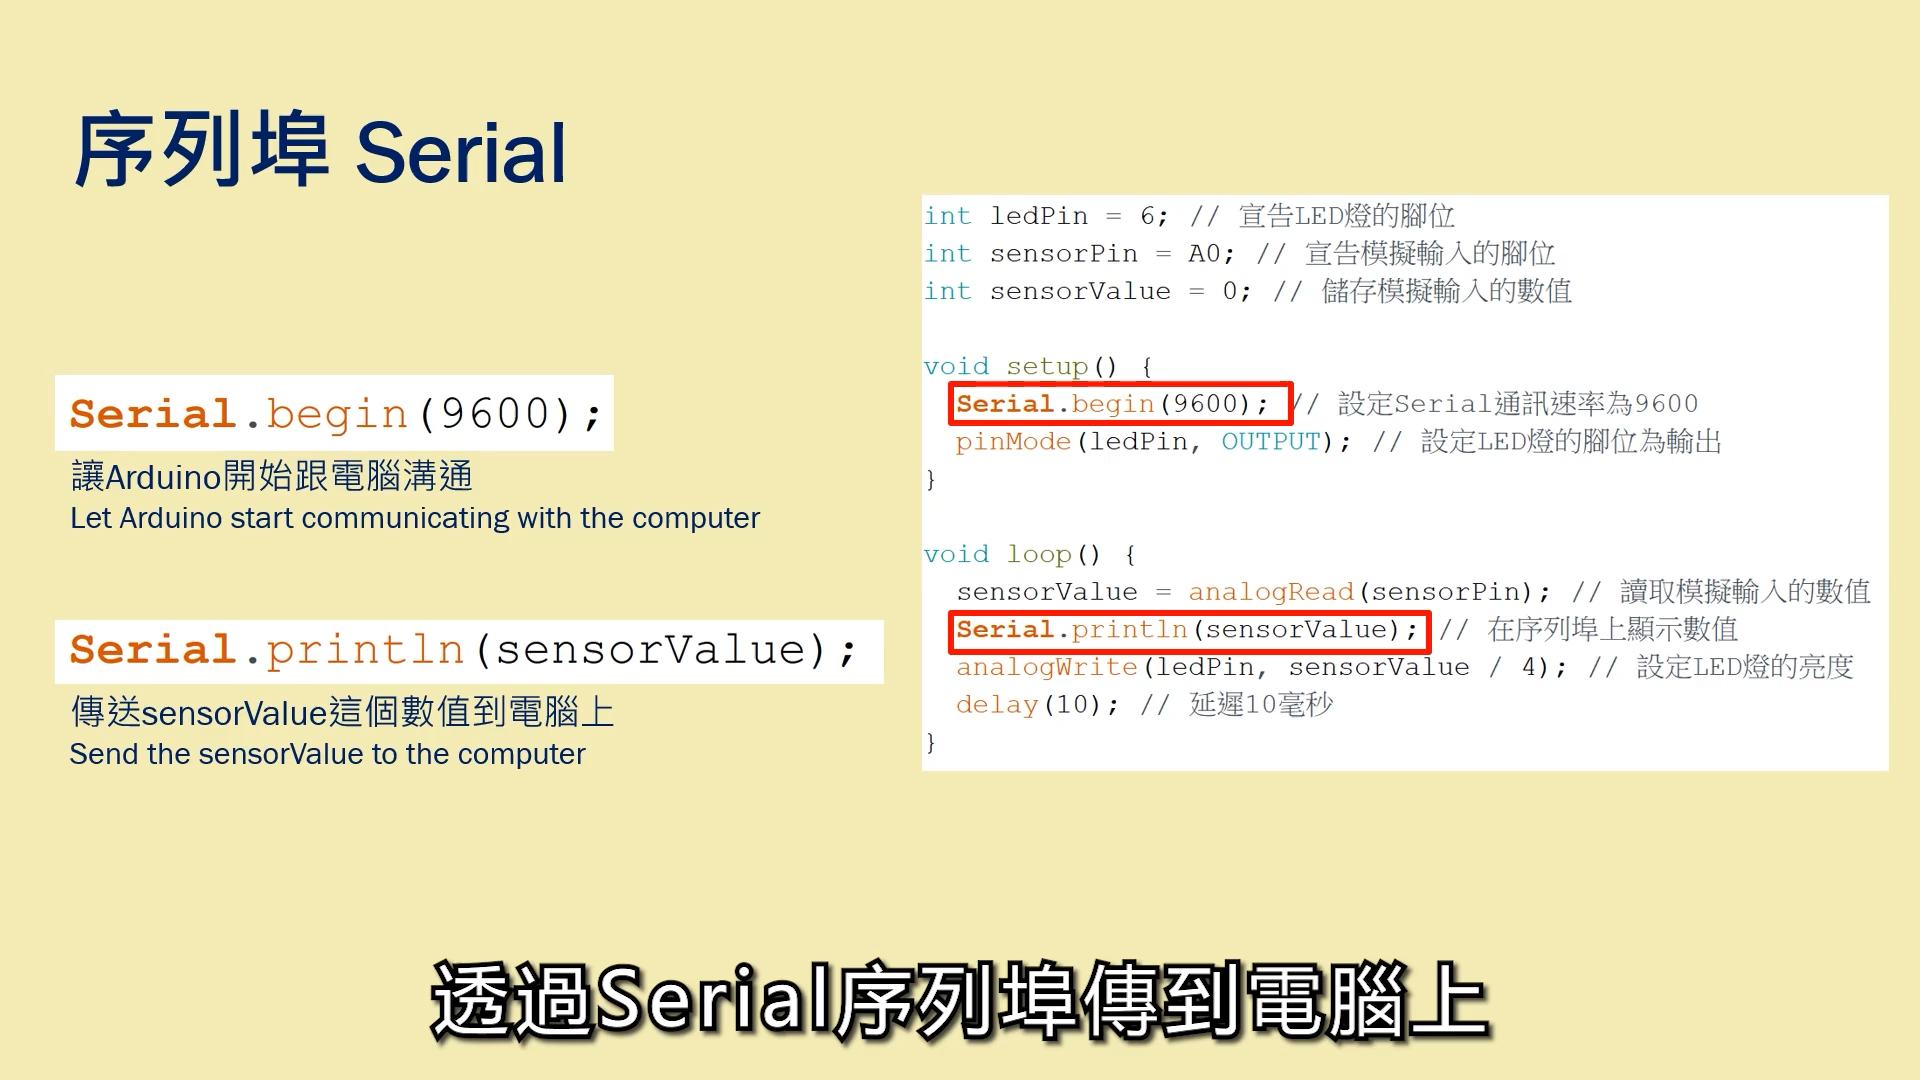 序列埠 Serial
Serial.begin(9600);
讓Arduino開始跟電腦溝通
Let Arduino start communicating with the computer
Serial.println(sensorValue);
傳送sensorValue這個數值到電腦上
Send the sensorValue to the computer
int ledPin = 6; // 宣告LED燈的腳位
int sensorPin = A0; // 宣告模擬輸入的腳位
int sensorValue = 0; // 儲存模擬輸入的數值
void setup() {
Serial.begin(9600); // 設定Serial通訊速率為9600
pinMode(ledPin, OUTPUT); // 設定LED燈的腳位為輸出
}
void loop() {
sensorValue = analogRead(sensorPin); // 讀取模擬輸入的數值
Serial.println(sensorValue); // 在序列埠上顯示數值
analogWrite(ledPin, sensorValue / 4); // 設定LED燈的亮度
delay(10); // 延遲10毫秒
}
透過Serial序列埠傳到電腦上